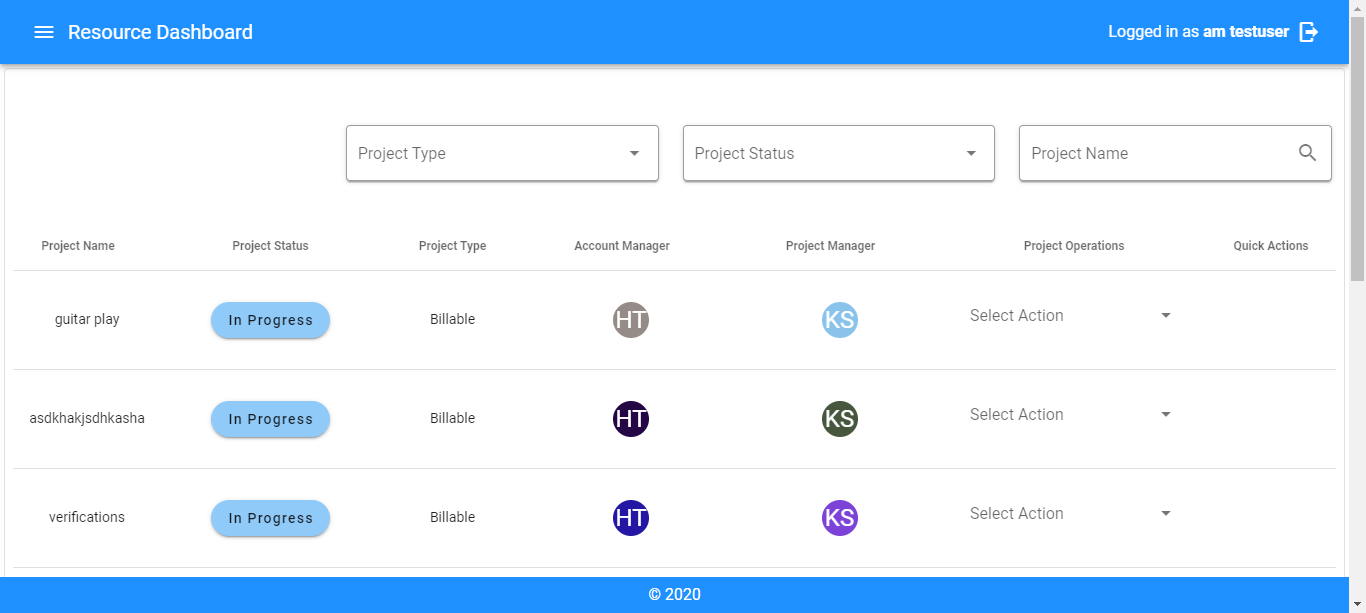 Resource Dashboard
Logged in as am testuser
Project Type
Project Status
Project Name
Project Name Project Status Project Type Account Manager Project Manager Project Operations Quick Actions
guitar play In Progress Billable HT KS Select Action
asdkhakjsdhkasha In Progress Billable HT KS Select Action
verifications In Progress Billable HT KS Select Action
© 2020